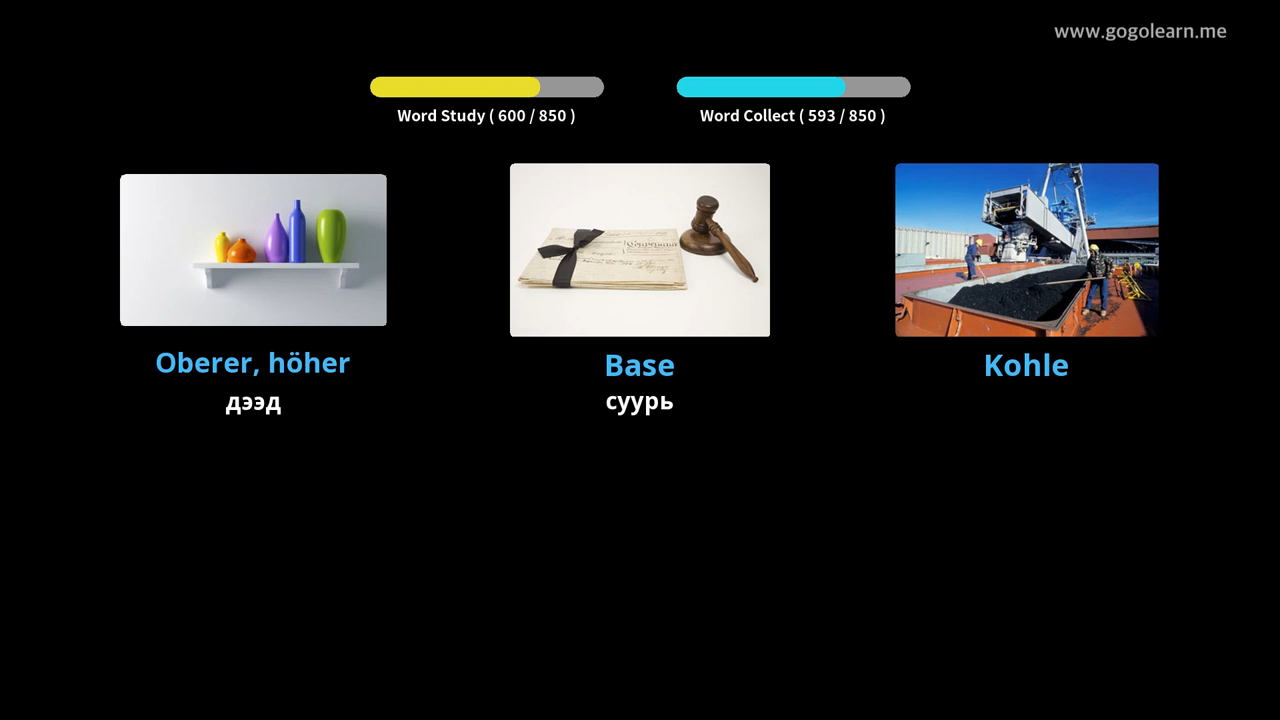 www.gogolearn.me
Word Study ( 600 / 850 )
Word Collect ( 593 / 850 )
Oberer, höher
дээд
Base
суурь
Kohle